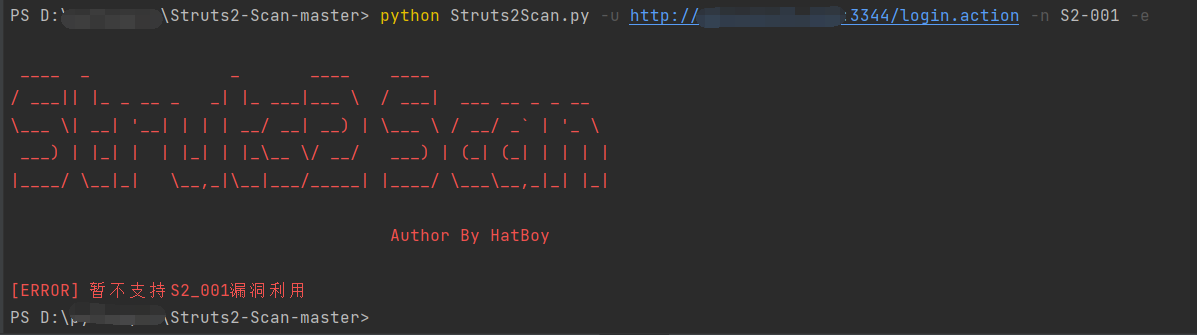 PS D:\ \Struts2-Scan-master> python Struts2Scan.py -u http:// :3344/login.action -n S2-001 -e
 ____  _              _       ____    ____
/ ___|| |_ _ __ _   _| |_ ___|___ \  / ___|  ___ __ _ _ __
\___ \| __| '__| | | | __/ __| __) | \___ \ / __/ _` | '_ \
 ___) | |_| |  | |_| | |_\__ \/ __/   ___) | (_| (_| | | | |
|____/ \__|_|   \__,_|\__|___/_____| |____/ \___\__,_|_| |_|
Author By HatBoy
[ERROR] 暂不支持S2_001漏洞利用
PS D:\ \Struts2-Scan-master>